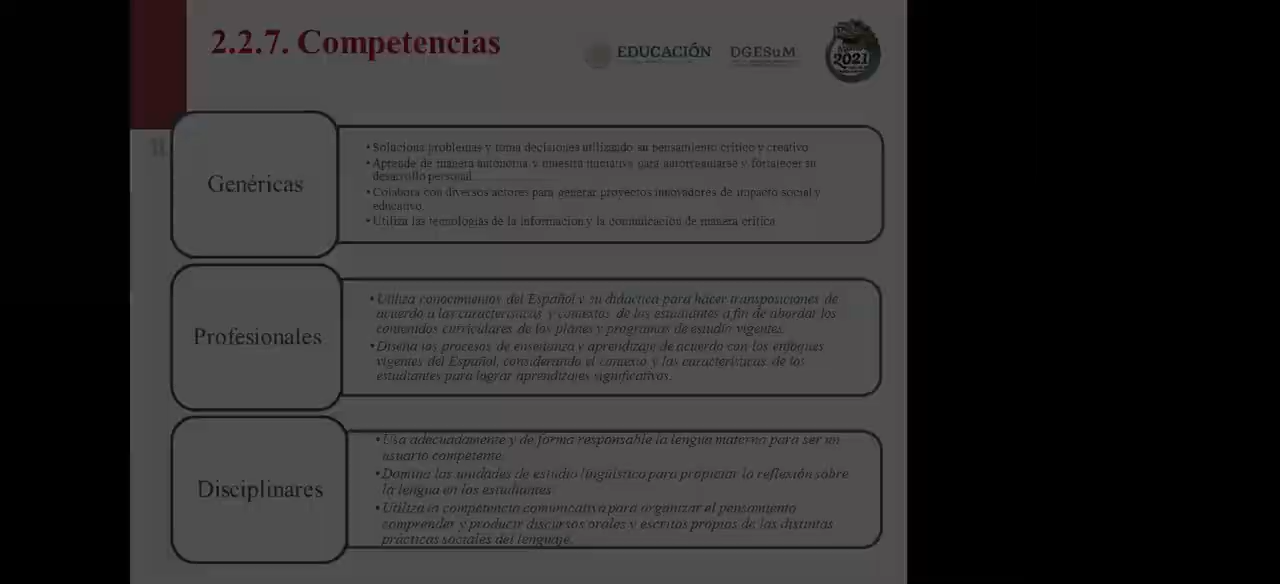 2.2.7. Competencias
EDUCACIÓN
DGESuM
2021
Genéricas
• Soluciona problemas y toma decisiones utilizando su pensamiento crítico y creativo
• Aprende de manera autónoma y muestra iniciativa para autorregularse y fortalecer su
desarrollo personal
• Colabora con diversos actores para generar proyectos innovadores de impacto social y
educativo.
• Utiliza las tecnologías de la información y la comunicación de manera crítica
Profesionales
• Utiliza conocimientos del Español y su didáctica para hacer transposiciones de
acuerdo a las características y contextos de los estudiantes a fin de abordar los
contenidos curriculares de los planes y programas de estudio vigentes.
• Diseña los procesos de enseñanza y aprendizaje de acuerdo con los enfoques
vigentes del Español, considerando el contexto y las características de los
estudiantes para lograr aprendizajes significativos.
Disciplinares
• Usa adecuadamente y de forma responsable la lengua materna para ser un
usuario competente.
• Domina las unidades de estudio lingüístico para propiciar la reflexión sobre
la lengua en los estudiantes.
• Utiliza la competencia comunicativa para organizar el pensamiento
comprender y producir discursos orales y escritos propios de las distintas
prácticas sociales del lenguaje.